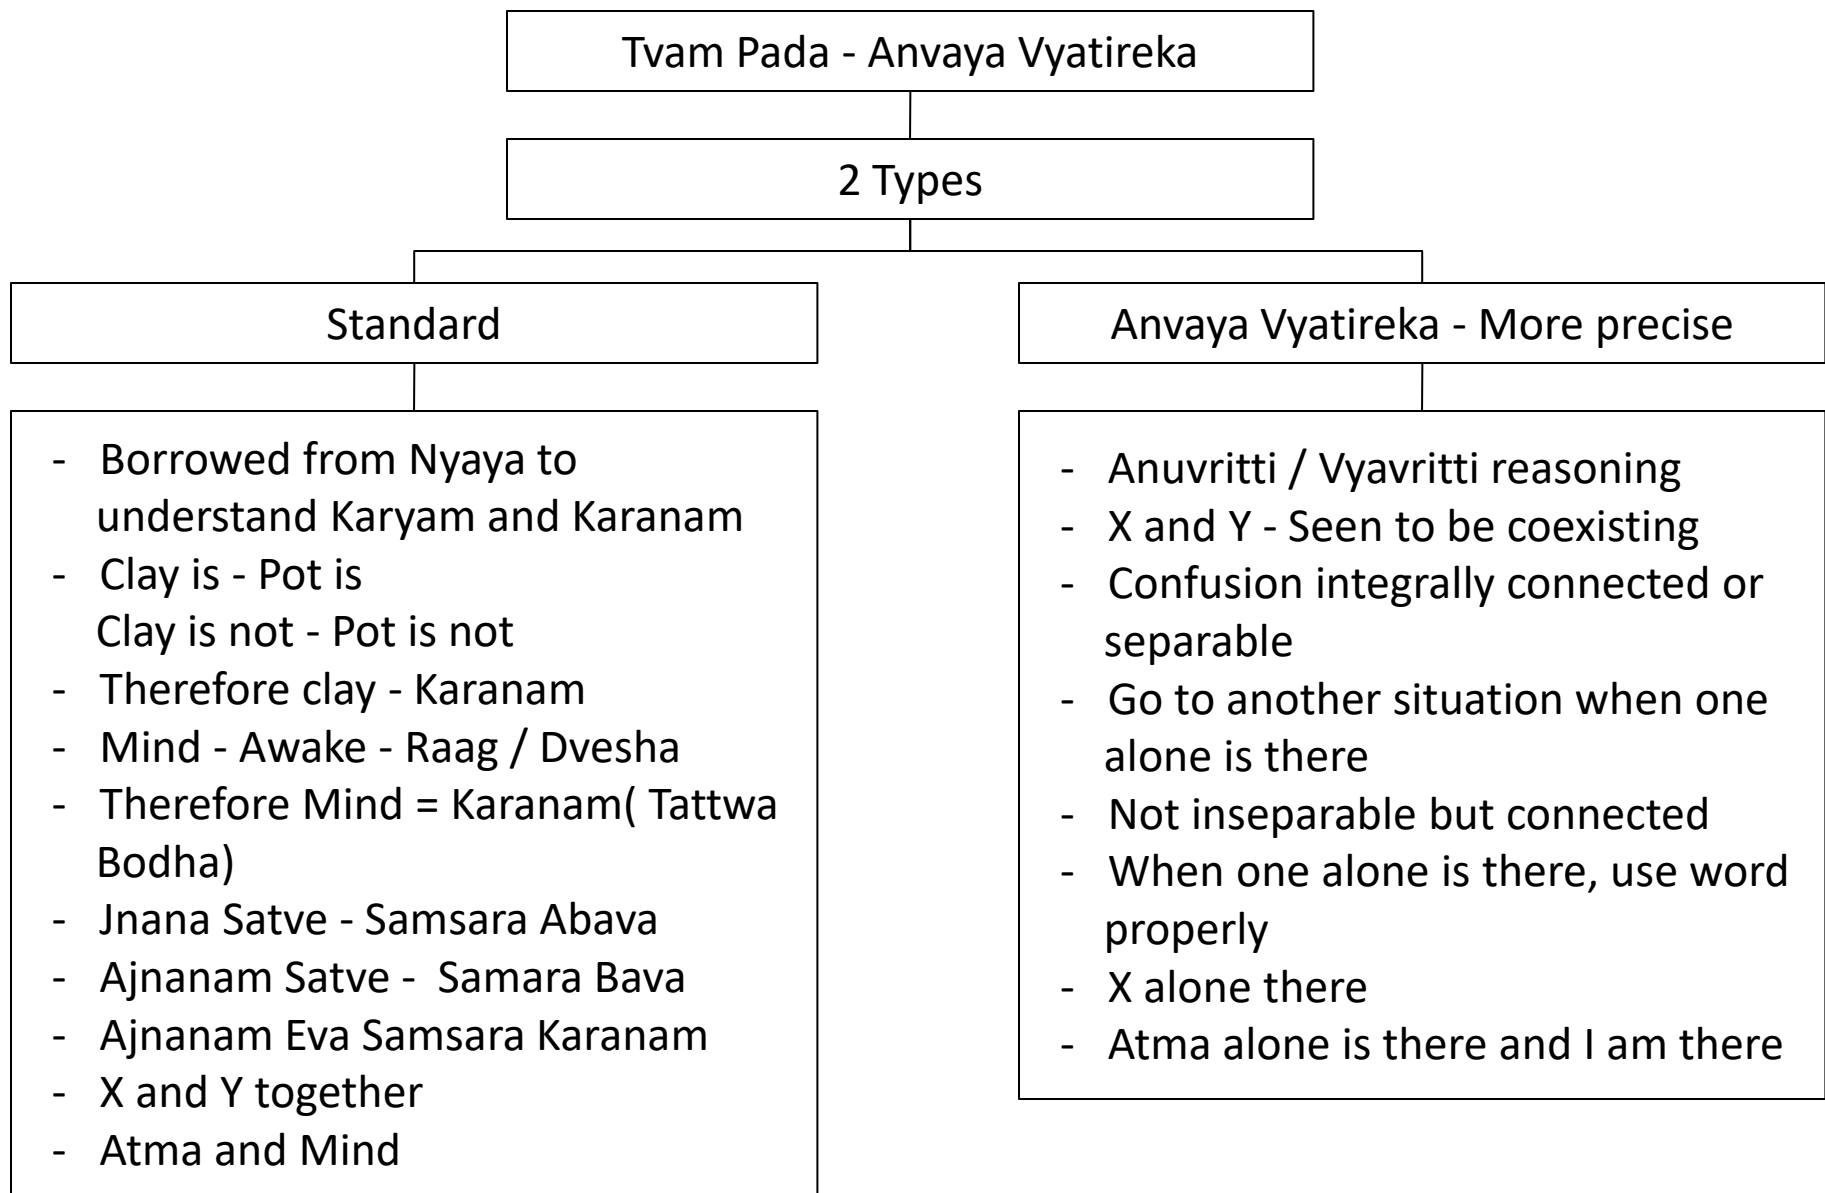 Tvam Pada - Anvaya Vyatireka
2 Types
Standard
- Borrowed from Nyaya to
understand Karyam and Karanam
- Clay is - Pot is
Clay is not - Pot is not
- Therefore clay - Karanam
- Mind - Awake - Raag / Dvesha
- Therefore Mind = Karanam( Tattwa
Bodha)
- Jnana Satve - Samsara Abava
- Ajnanam Satve - Samara Bava
- Ajnanam Eva Samsara Karanam
- X and Y together
- Atma and Mind
Anvaya Vyatireka - More precise
- Anuvritti / Vyavritti reasoning
- X and Y - Seen to be coexisting
- Confusion integrally connected or
separable
- Go to another situation when one
alone is there
- Not inseparable but connected
- When one alone is there, use word
properly
- X alone there
- Atma alone is there and I am there